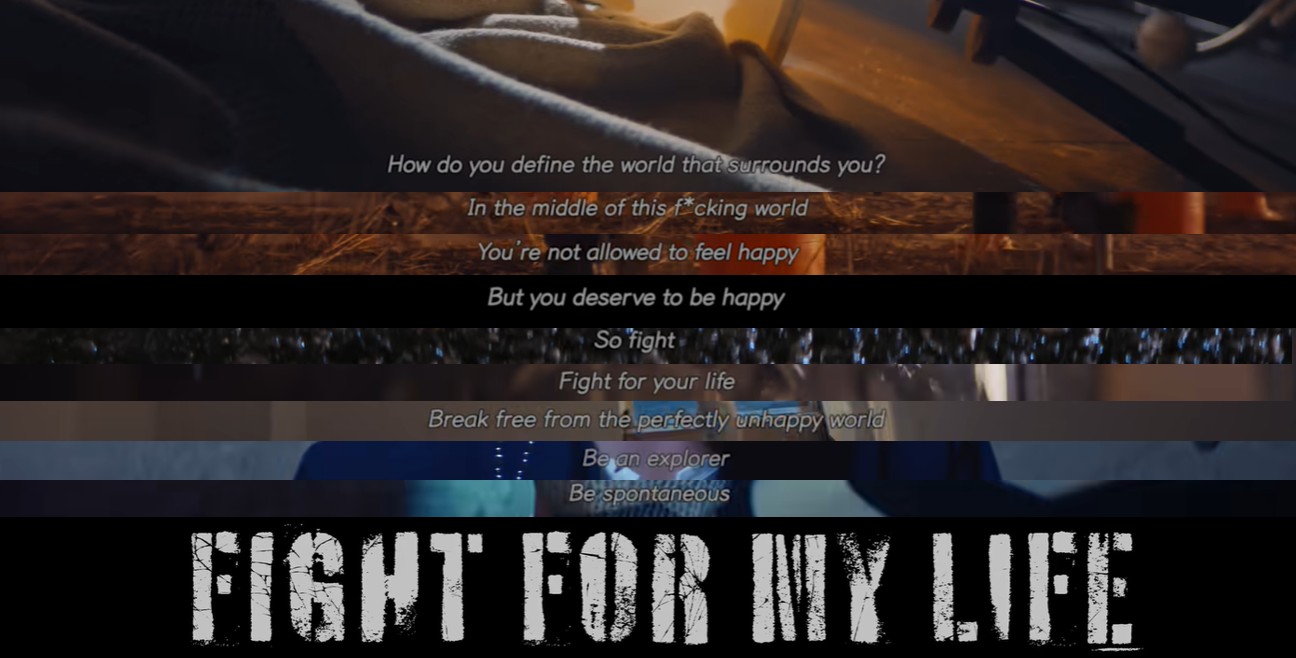 How do you define the world that surrounds you?
In the middle of this f*cking world
You're not allowed to feel happy
But you deserve to be happy
So fight
Fight for your life
Break free from the perfectly unhappy world
Be an explorer
Be spontaneous
FIGHT FOR MY LIFE